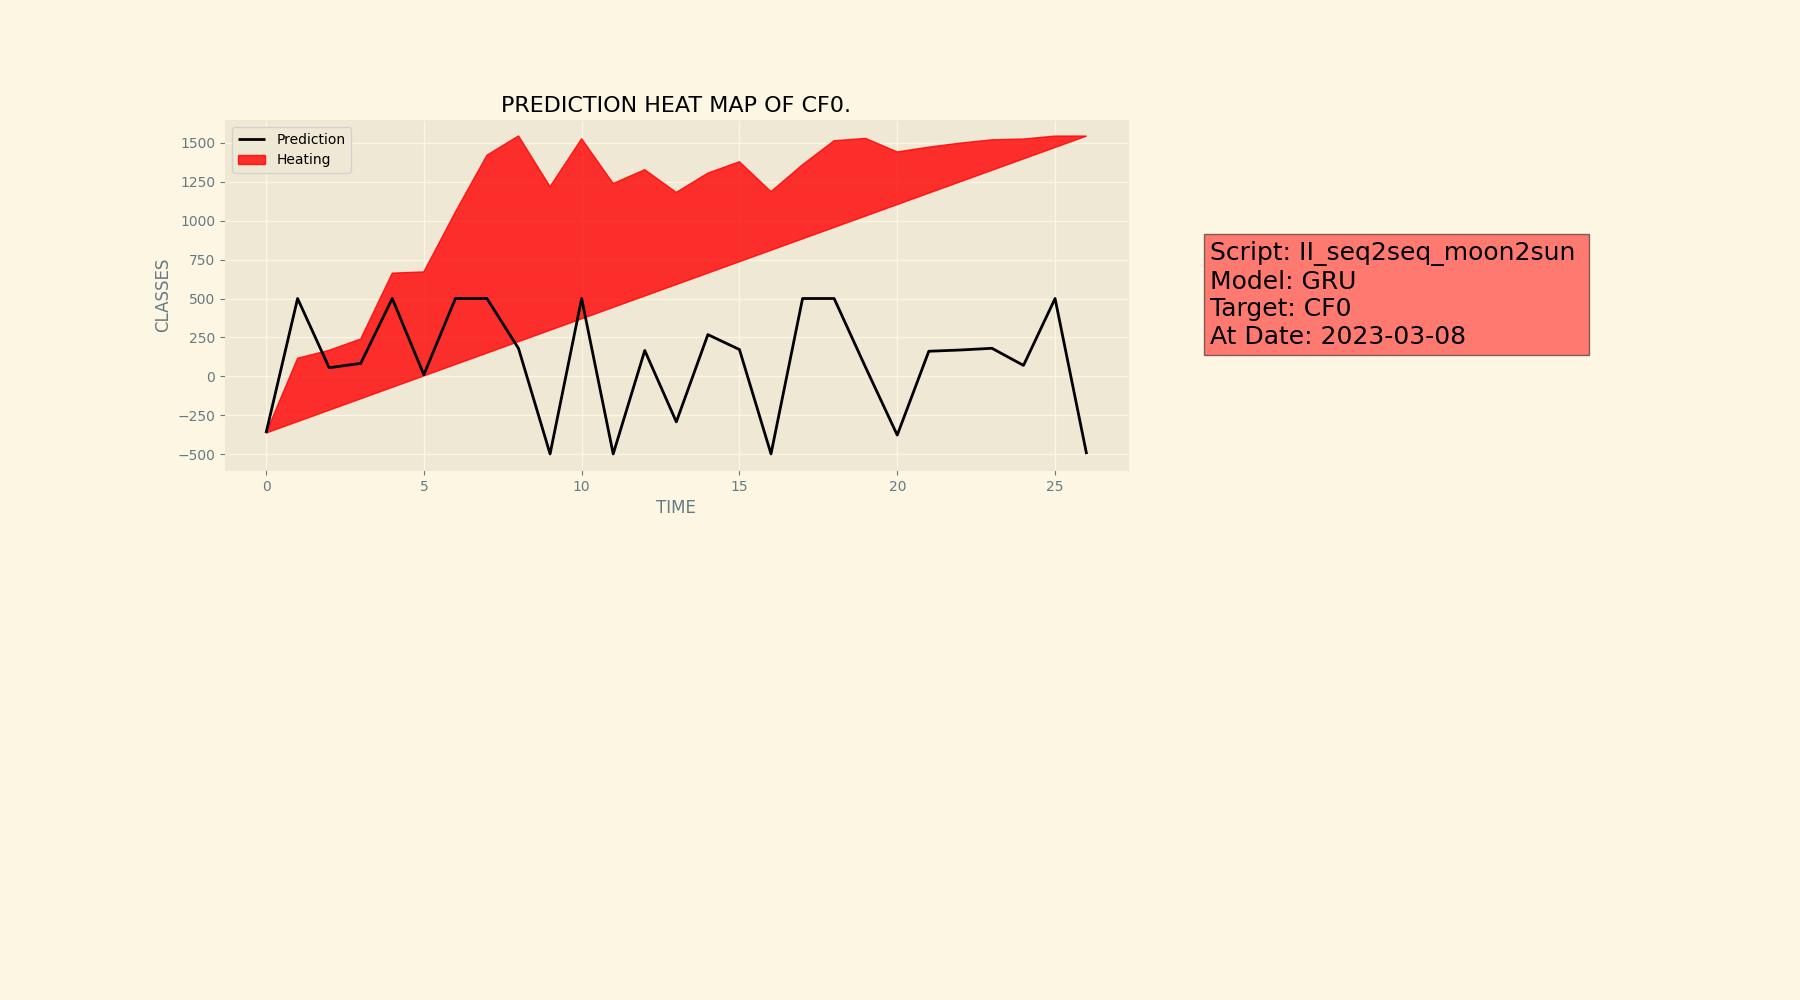 PREDICTION HEAT MAP OF CF0.
Prediction
Heating
CLASSES
1500
1250
1000
750
500
250
0
−250
−500
0 5 10 15 20 25
TIME
Script: II_seq2seq_moon2sun
Model: GRU
Target: CF0
At Date: 2023-03-08